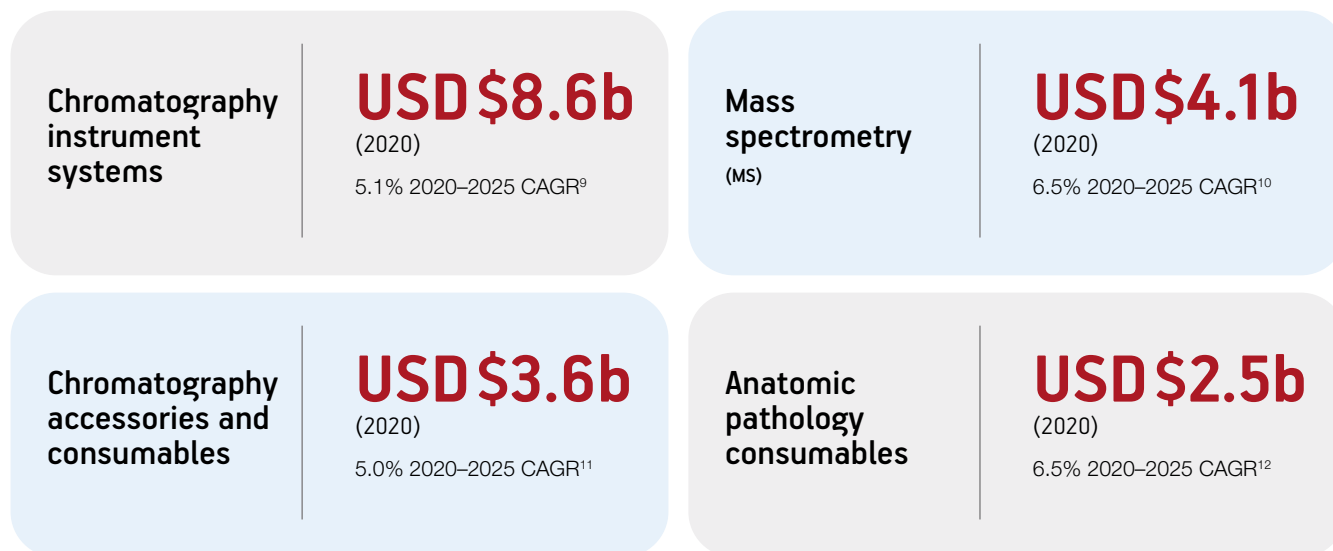 Chromatography
instrument
systems
USD $8.6b
(2020)
5.1% 2020–2025 CAGR⁹
Mass
spectrometry
(MS)
USD $4.1b
(2020)
6.5% 2020–2025 CAGR¹⁰
Chromatography
accessories and
consumables
USD $3.6b
(2020)
5.0% 2020–2025 CAGR¹¹
Anatomic
pathology
consumables
USD $2.5b
(2020)
6.5% 2020–2025 CAGR¹²